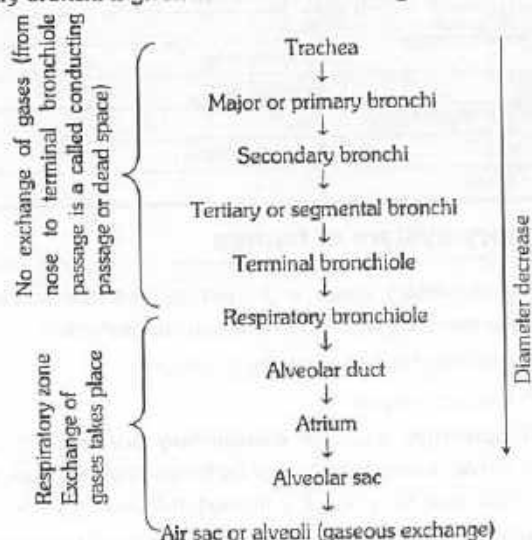 No exchange of gases (from
nose to terminal bronchiole
passage is a called conducting
passage or dead space)
Trachea
↓
Major or primary bronchi
↓
Secondary bronchi
↓
Tertiary or segmental bronchi
↓
Terminal bronchiole
↓
Respiratory bronchiole
↓
Alveolar duct
↓
Atrium
↓
Alveolar sac
↓
Air sac or alveoli (gaseous exchange)
Respiratory zone
Exchange of
gases takes place
Diameter decrease